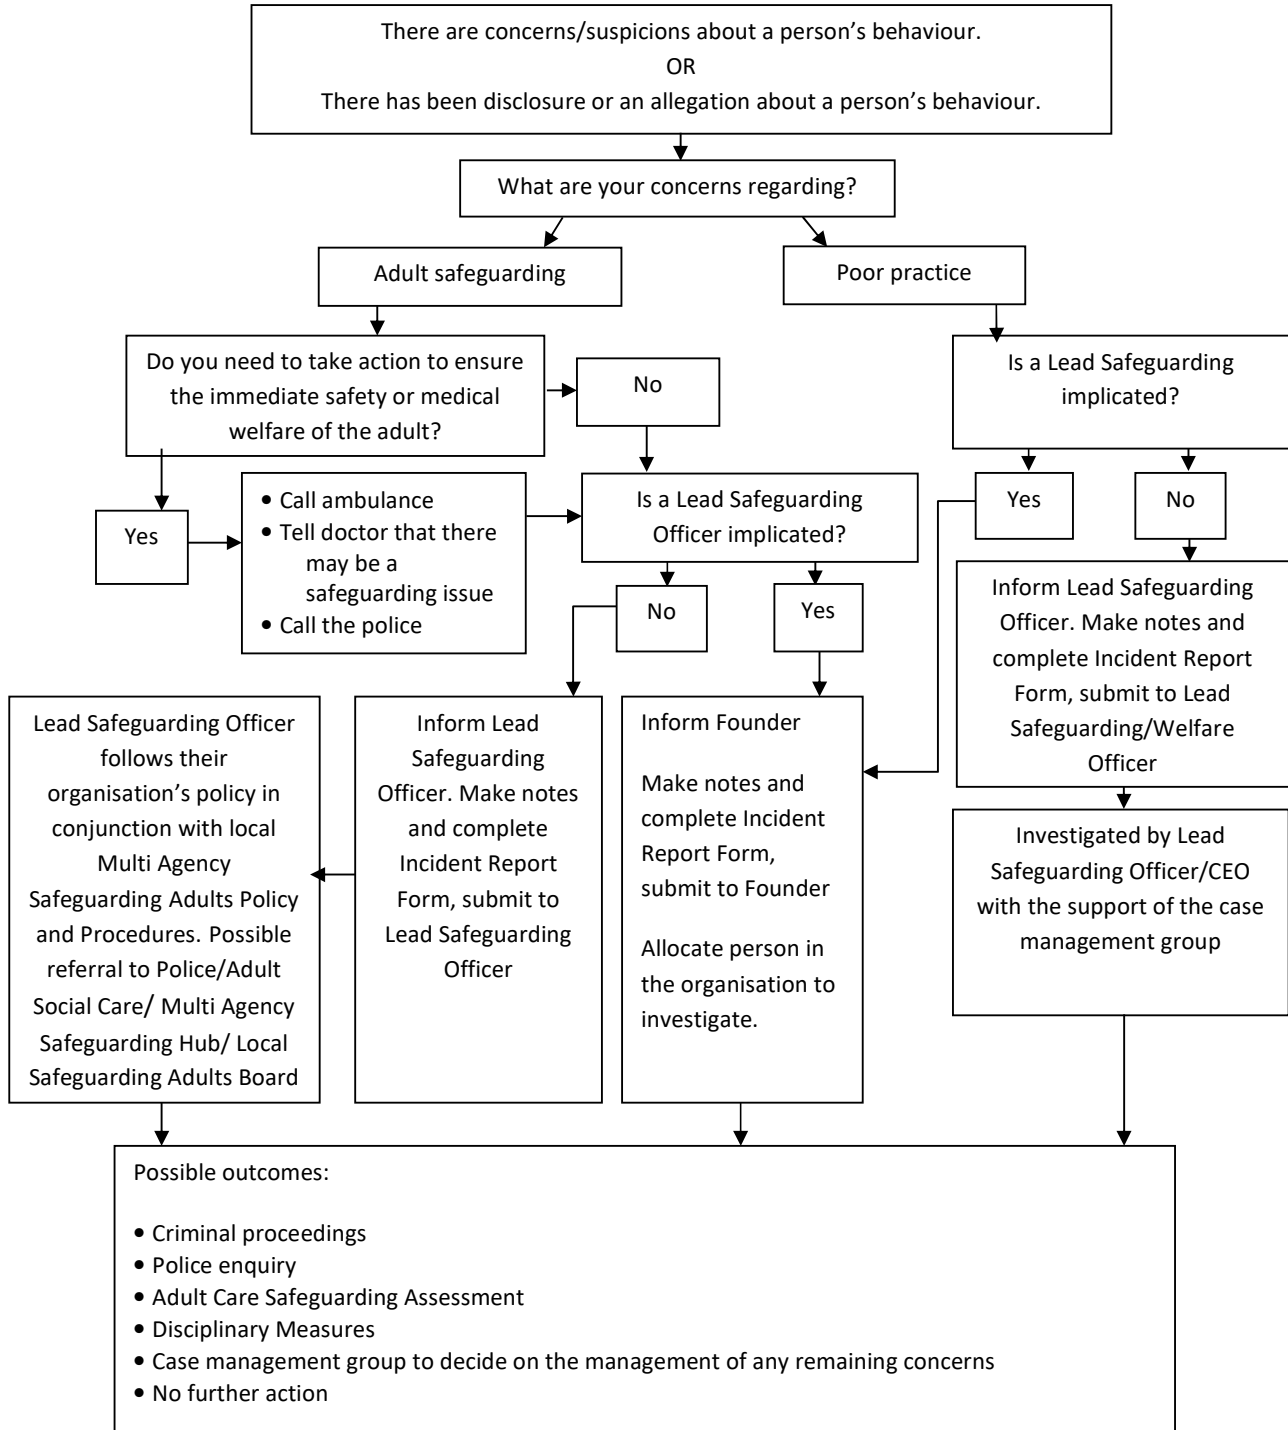 There are concerns/suspicions about a person’s behaviour.
OR
There has been disclosure or an allegation about a person’s behaviour.
What are your concerns regarding?
Adult safeguarding
Poor practice
Do you need to take action to ensure
the immediate safety or medical
welfare of the adult?
No
Is a Lead Safeguarding
implicated?
Yes
No
Yes
• Call ambulance
• Tell doctor that there
may be a
safeguarding issue
• Call the police
Is a Lead Safeguarding
Officer implicated?
No
Yes
Inform Lead Safeguarding
Officer. Make notes and
complete Incident Report
Form, submit to Lead
Safeguarding/Welfare
Officer
Lead Safeguarding Officer
follows their
organisation’s policy in
conjunction with local
Multi Agency
Safeguarding Adults Policy
and Procedures. Possible
referral to Police/Adult
Social Care/ Multi Agency
Safeguarding Hub/ Local
Safeguarding Adults Board
Inform Lead
Safeguarding
Officer. Make notes
and complete
Incident Report
Form, submit to
Lead Safeguarding
Officer
Inform Founder
Make notes and
complete Incident
Report Form,
submit to Founder
Allocate person in
the organisation to
investigate.
Investigated by Lead
Safeguarding Officer/CEO
with the support of the case
management group
Possible outcomes:
• Criminal proceedings
• Police enquiry
• Adult Care Safeguarding Assessment
• Disciplinary Measures
• Case management group to decide on the management of any remaining concerns
• No further action